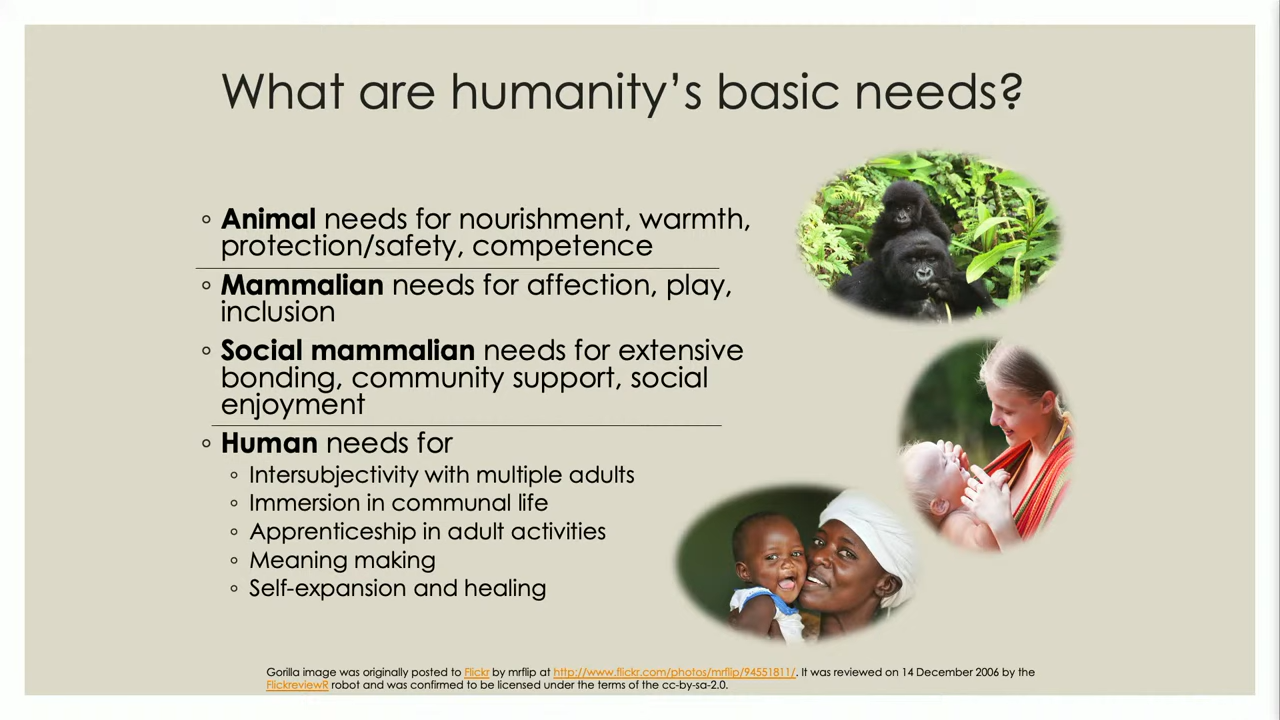 What are humanity's basic needs?
◦ Animal needs for nourishment, warmth,
protection/safety, competence
◦ Mammalian needs for affection, play,
inclusion
◦ Social mammalian needs for extensive
bonding, community support, social
enjoyment
◦ Human needs for
◦ Intersubjectivity with multiple adults
◦ Immersion in communal life
◦ Apprenticeship in adult activities
◦ Meaning making
◦ Self-expansion and healing
Gorilla image was originally posted to Flickr by mrflip at http://www.flickr.com/photos/mrflip/94551811/. It was reviewed on 14 December 2006 by the
FlickreviewR robot and was confirmed to be licensed under the terms of the cc-by-sa-2.0.